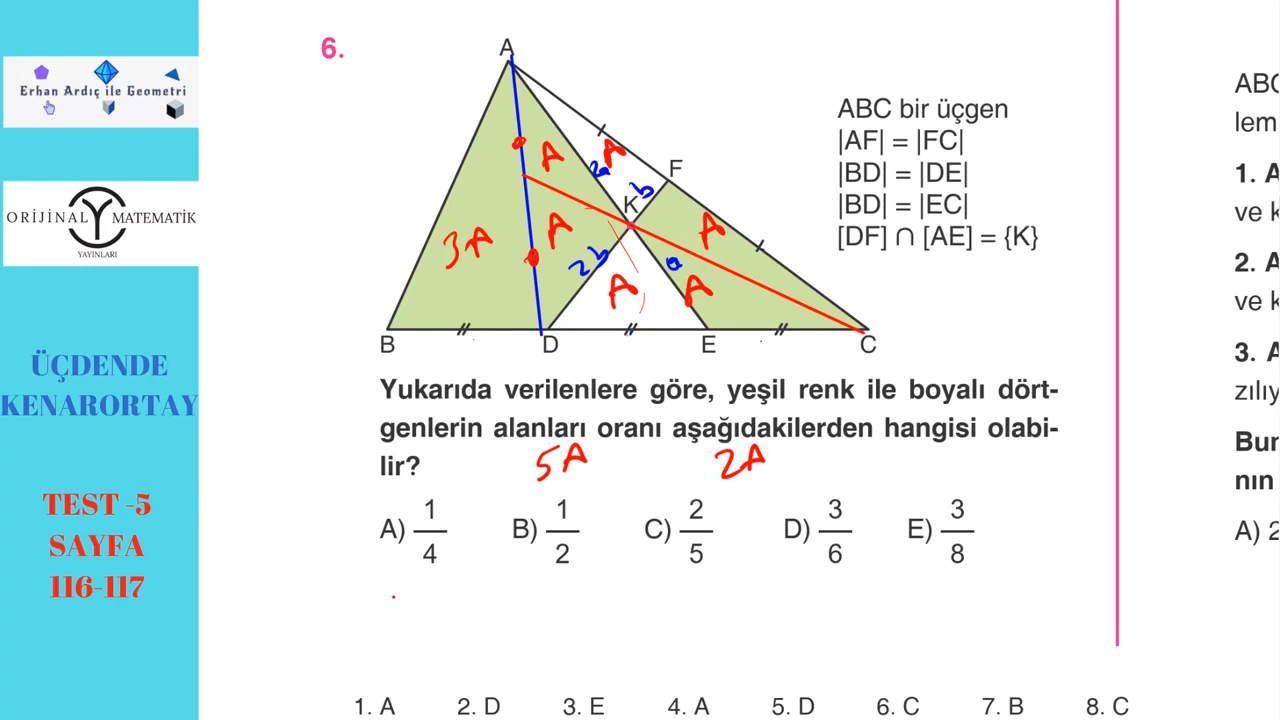 Erhan Ardıç ile Geometri
ORİJİNAL Y MATEMATİK
YAYINLARI
ÜÇDENDE
KENARORTAY
TEST -5
SAYFA
116-117
6.
A
F
K
B
D
E
C
3A
A
A
A
A
A
A
2a
b
2b
a
ABC bir üçgen
|AF| = |FC|
|BD| = |DE|
|BD| = |EC|
[DF] ∩ [AE] = {K}
Yukarıda verilenlere göre, yeşil renk ile boyalı dört-
genlerin alanları oranı aşağıdakilerden hangisi olabi-
lir?
5A 2A
A) 1/4 B) 1/2 C) 2/5 D) 3/6 E) 3/8
1. A 2. D 3. E 4. A 5. D 6. C 7. B 8. C
ABC
lem
1. A
ve k
2. A
ve k
3. A
zılıy
Bun
nın
A) 2